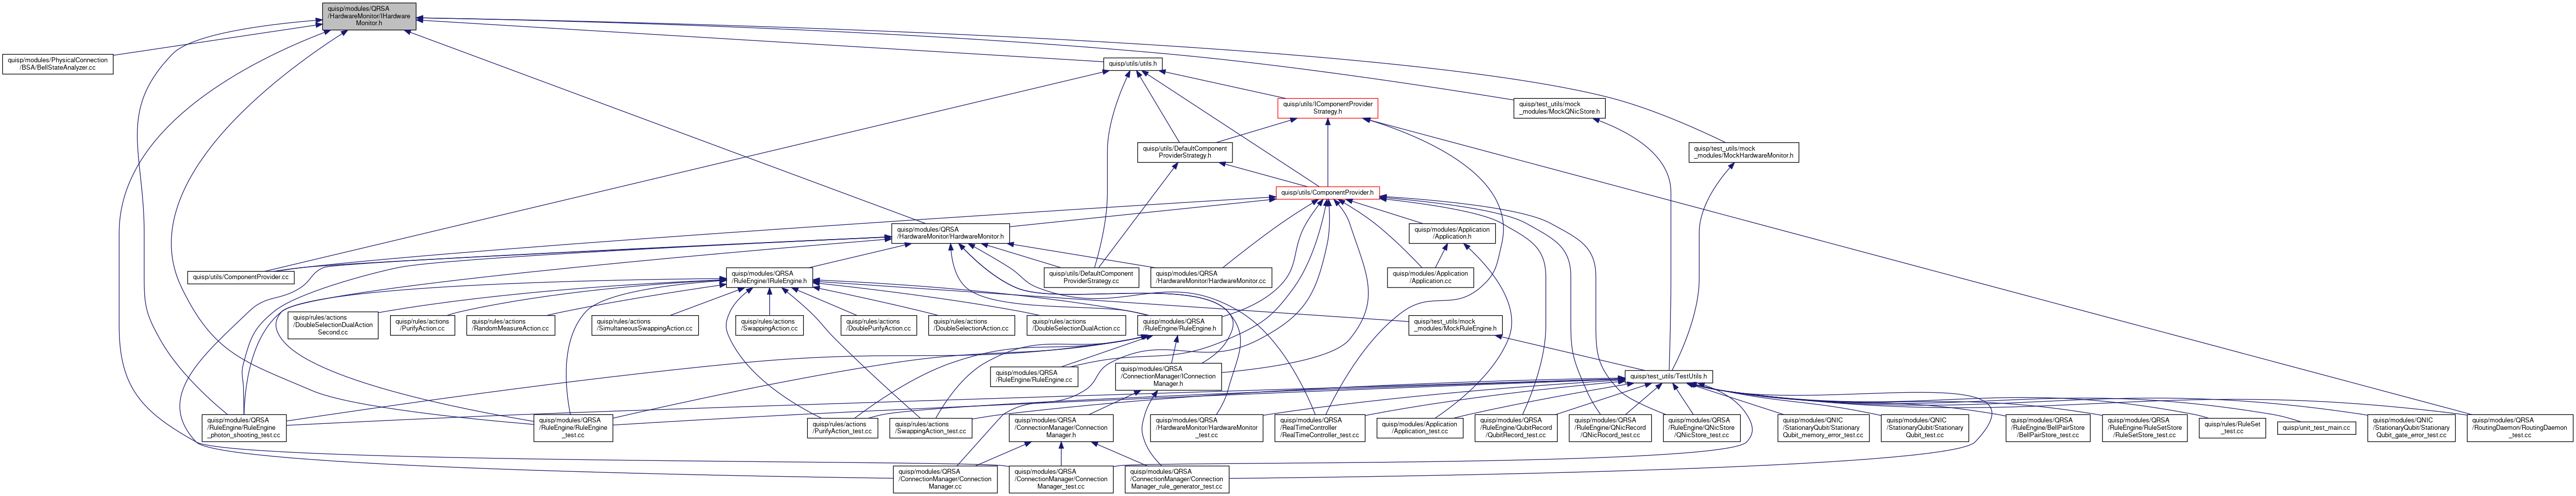 quisp/modules/QRSA
/HardwareMonitor/IHardware
Monitor.h
quisp/modules/PhysicalConnection
/BSA/BellStateAnalyzer.cc
quisp/utils/utils.h
quisp/utils/IComponentProvider
Strategy.h
quisp/test_utils/mock
_modules/MockQNicStore.h
quisp/utils/DefaultComponent
ProviderStrategy.h
quisp/test_utils/mock
_modules/MockHardwareMonitor.h
quisp/utils/ComponentProvider.h
quisp/modules/QRSA
/HardwareMonitor/HardwareMonitor.h
quisp/modules/Application
/Application.h
quisp/utils/ComponentProvider.cc
quisp/modules/QRSA
/RuleEngine/IRuleEngine.h
quisp/utils/DefaultComponent
ProviderStrategy.cc
quisp/modules/QRSA
/HardwareMonitor/HardwareMonitor.cc
quisp/modules/Application
/Application.cc
quisp/rules/actions
/DoubleSelectionDualAction
Second.cc
quisp/rules/actions
/PurifyAction.cc
quisp/rules/actions
/RandomMeasureAction.cc
quisp/rules/actions
/SimultaneousSwappingAction.cc
quisp/rules/actions
/SwappingAction.cc
quisp/rules/actions
/DoublePurifyAction.cc
quisp/rules/actions
/DoubleSelectionAction.cc
quisp/rules/actions
/DoubleSelectionDualAction.cc
quisp/modules/QRSA
/RuleEngine/RuleEngine.h
quisp/test_utils/mock
_modules/MockRuleEngine.h
quisp/modules/QRSA
/RuleEngine/RuleEngine.cc
quisp/modules/QRSA
/ConnectionManager/IConnection
Manager.h
quisp/test_utils/TestUtils.h
quisp/modules/QRSA
/RuleEngine/RuleEngine
_photon_shooting_test.cc
quisp/modules/QRSA
/RuleEngine/RuleEngine
_test.cc
quisp/rules/actions
/PurifyAction_test.cc
quisp/rules/actions
/SwappingAction_test.cc
quisp/modules/QRSA
/ConnectionManager/Connection
Manager.h
quisp/modules/QRSA
/HardwareMonitor/HardwareMonitor
_test.cc
quisp/modules/QRSA
/RealTimeController
/RealTimeController_test.cc
quisp/modules/Application
/Application_test.cc
quisp/modules/QRSA
/RuleEngine/QubitRecord
/QubitRecord_test.cc
quisp/modules/QRSA
/RuleEngine/QNicRecord
/QNicRocord_test.cc
quisp/modules/QRSA
/RuleEngine/QNicStore
/QNicStore_test.cc
quisp/modules/QNIC
/StationaryQubit/Stationary
Qubit_memory_error_test.cc
quisp/modules/QNIC
/StationaryQubit/Stationary
Qubit_test.cc
quisp/modules/QRSA
/RuleEngine/BellPairStore
/BellPairStore_test.cc
quisp/modules/QRSA
/RuleEngine/RuleSetStore
/RuleSetStore_test.cc
quisp/rules/RuleSet
_test.cc
quisp/unit_test_main.cc
quisp/modules/QNIC
/StationaryQubit/Stationary
Qubit_gate_error_test.cc
quisp/modules/QRSA
/RoutingDaemon/RoutingDaemon
_test.cc
quisp/modules/QRSA
/ConnectionManager/Connection
Manager.cc
quisp/modules/QRSA
/ConnectionManager/Connection
Manager_test.cc
quisp/modules/QRSA
/ConnectionManager/Connection
Manager_rule_generator_test.cc